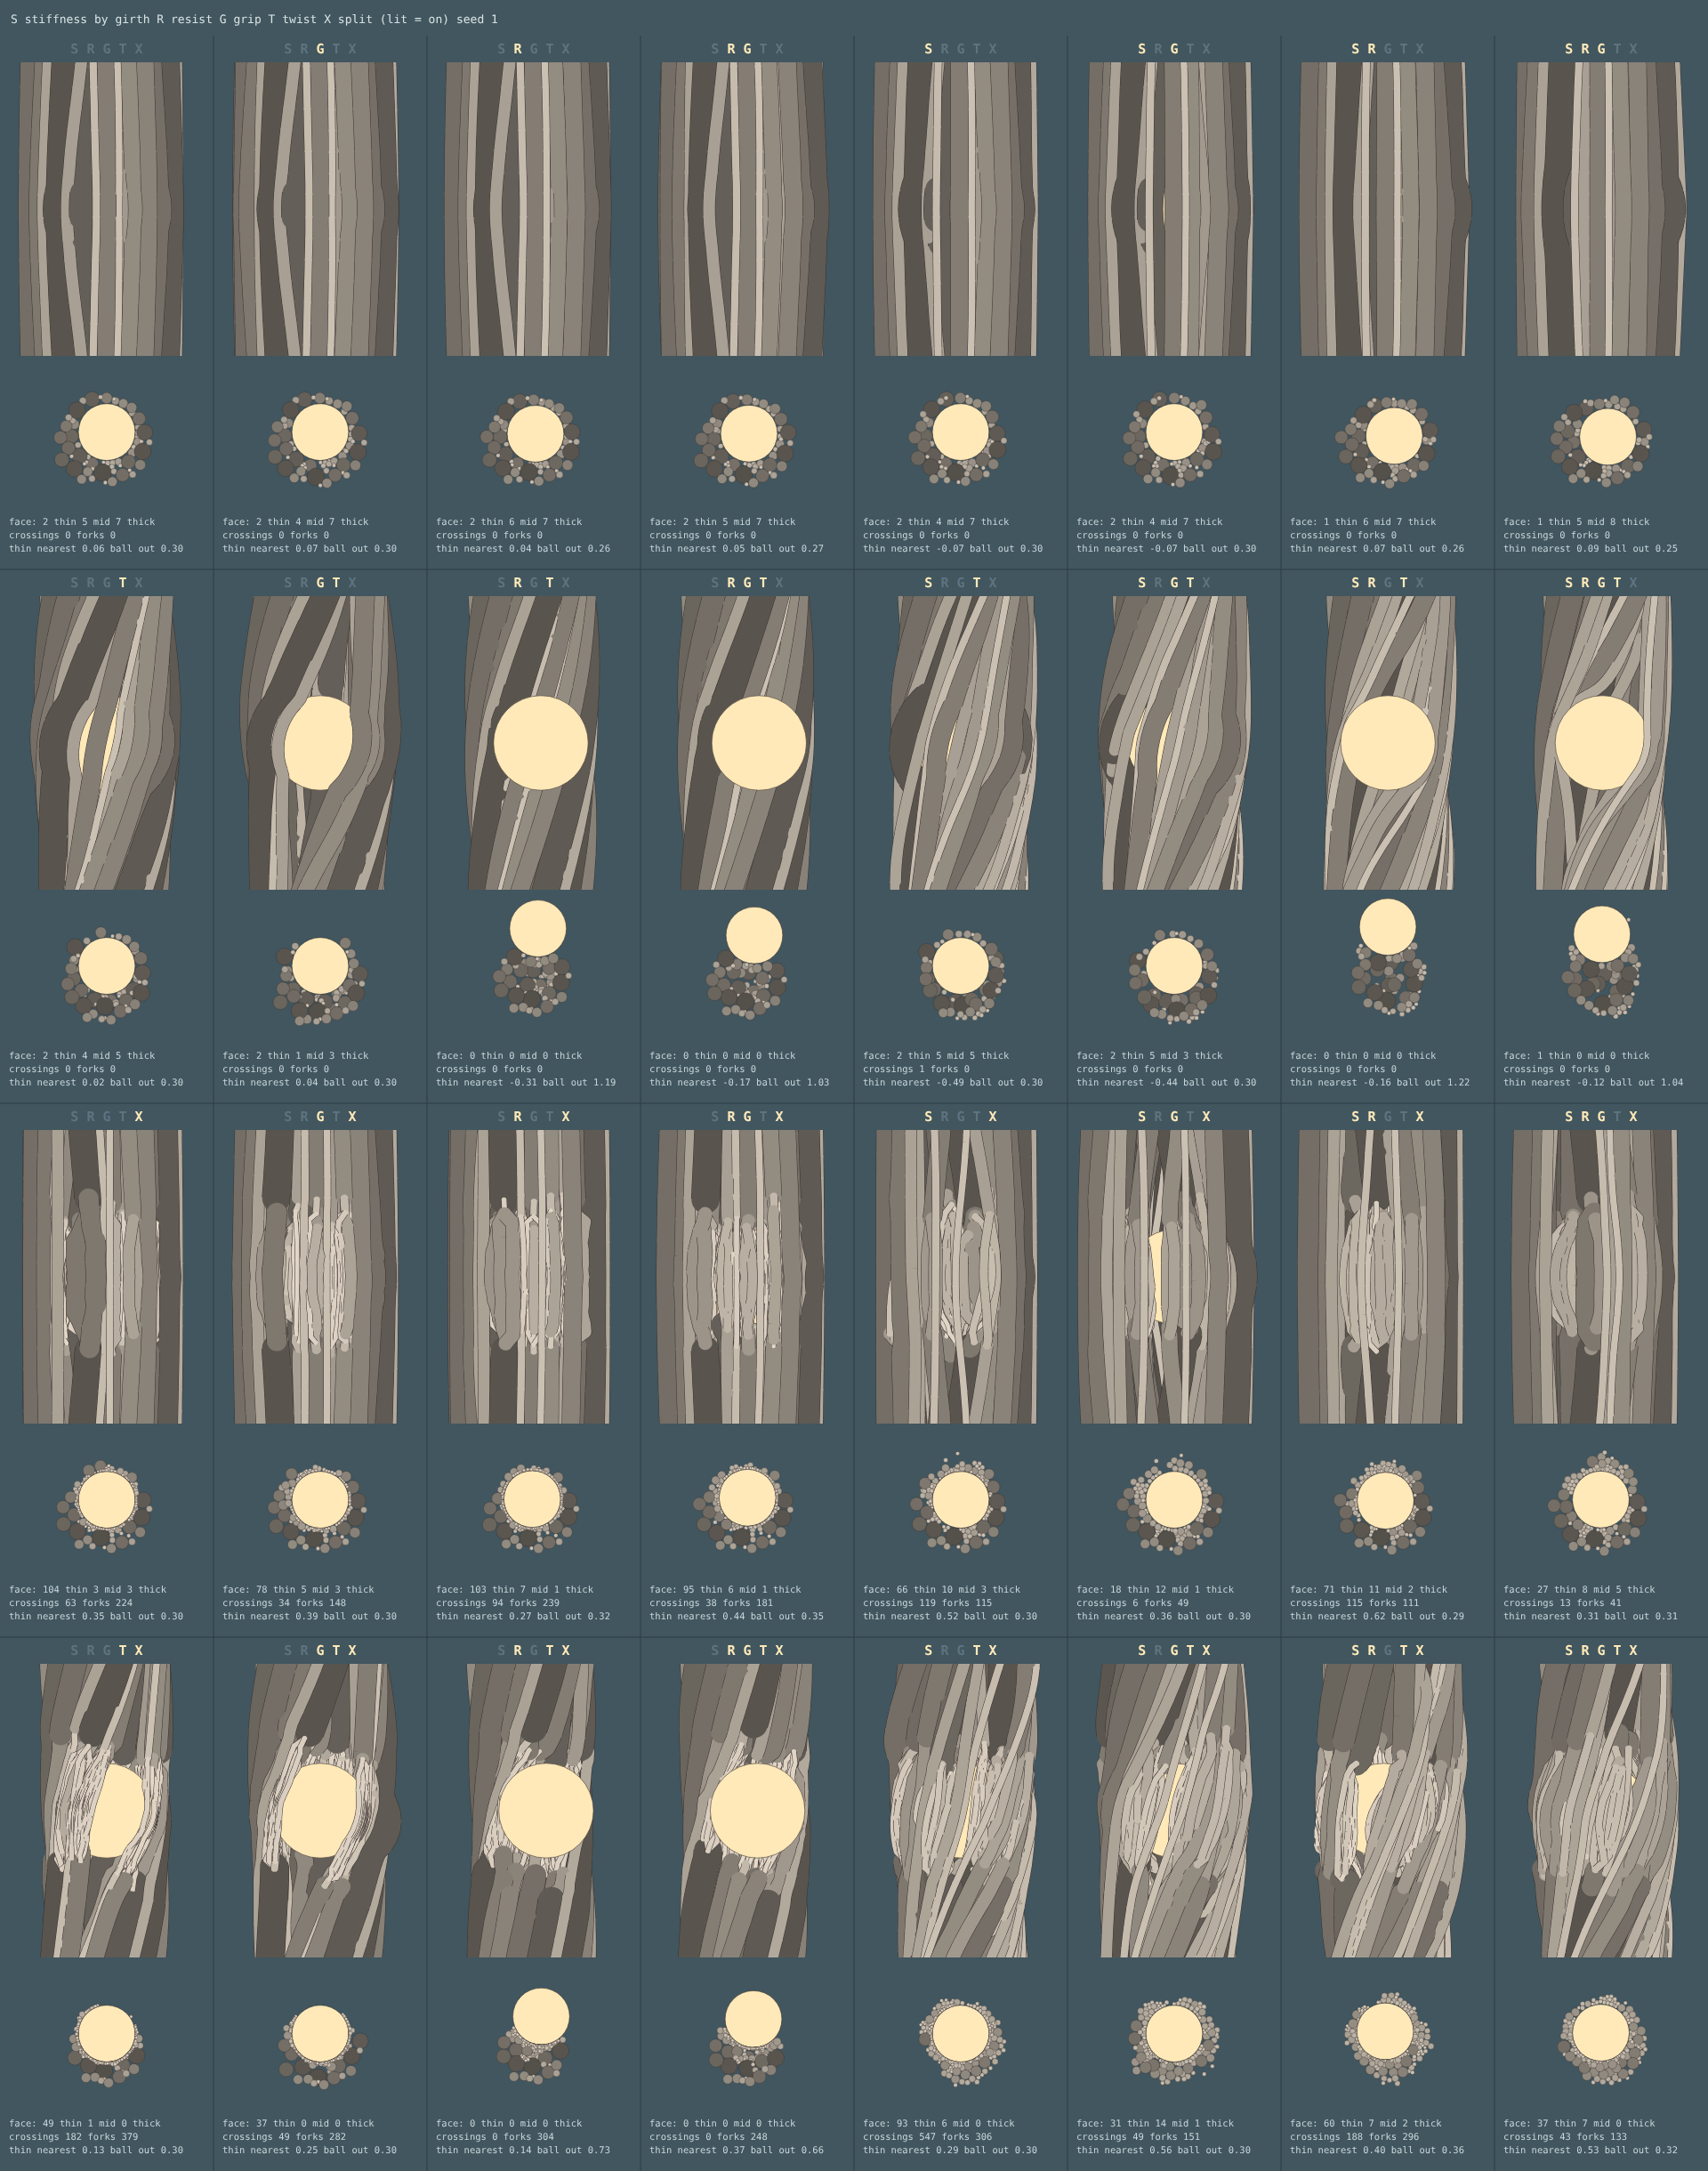 S stiffness by girth R resist G grip T twist X split (lit = on) seed 1
S R G T X S R G T X S R G T X S R G T X S R G T X S R G T X S R G T X S R G T X
face: 2 thin 5 mid 7 thick face: 2 thin 4 mid 7 thick face: 2 thin 6 mid 7 thick face: 2 thin 5 mid 7 thick face: 2 thin 4 mid 7 thick face: 2 thin 4 mid 7 thick face: 1 thin 6 mid 7 thick face: 1 thin 5 mid 8 thick
crossings 0 forks 0 crossings 0 forks 0 crossings 0 forks 0 crossings 0 forks 0 crossings 0 forks 0 crossings 0 forks 0 crossings 0 forks 0 crossings 0 forks 0
thin nearest 0.06 ball out 0.30 thin nearest 0.07 ball out 0.30 thin nearest 0.04 ball out 0.26 thin nearest 0.05 ball out 0.27 thin nearest -0.07 ball out 0.30 thin nearest -0.07 ball out 0.30 thin nearest 0.07 ball out 0.26 thin nearest 0.09 ball out 0.25
S R G T X S R G T X S R G T X S R G T X S R G T X S R G T X S R G T X S R G T X
face: 2 thin 4 mid 5 thick face: 2 thin 1 mid 3 thick face: 0 thin 0 mid 0 thick face: 0 thin 0 mid 0 thick face: 2 thin 5 mid 5 thick face: 2 thin 5 mid 3 thick face: 0 thin 0 mid 0 thick face: 1 thin 0 mid 0 thick
crossings 0 forks 0 crossings 0 forks 0 crossings 0 forks 0 crossings 0 forks 0 crossings 1 forks 0 crossings 0 forks 0 crossings 0 forks 0 crossings 0 forks 0
thin nearest 0.02 ball out 0.30 thin nearest 0.04 ball out 0.30 thin nearest -0.31 ball out 1.19 thin nearest -0.17 ball out 1.03 thin nearest -0.49 ball out 0.30 thin nearest -0.44 ball out 0.30 thin nearest -0.16 ball out 1.22 thin nearest -0.12 ball out 1.04
S R G T X S R G T X S R G T X S R G T X S R G T X S R G T X S R G T X S R G T X
face: 104 thin 3 mid 3 thick face: 78 thin 5 mid 3 thick face: 103 thin 7 mid 1 thick face: 95 thin 6 mid 1 thick face: 66 thin 10 mid 3 thick face: 18 thin 12 mid 1 thick face: 71 thin 11 mid 2 thick face: 27 thin 8 mid 5 thick
crossings 63 forks 224 crossings 34 forks 148 crossings 94 forks 239 crossings 38 forks 181 crossings 119 forks 115 crossings 6 forks 49 crossings 115 forks 111 crossings 13 forks 41
thin nearest 0.35 ball out 0.30 thin nearest 0.39 ball out 0.30 thin nearest 0.27 ball out 0.32 thin nearest 0.44 ball out 0.35 thin nearest 0.52 ball out 0.30 thin nearest 0.36 ball out 0.30 thin nearest 0.62 ball out 0.29 thin nearest 0.31 ball out 0.31
S R G T X S R G T X S R G T X S R G T X S R G T X S R G T X S R G T X S R G T X
face: 49 thin 1 mid 0 thick face: 37 thin 0 mid 0 thick face: 0 thin 0 mid 0 thick face: 0 thin 0 mid 0 thick face: 93 thin 6 mid 0 thick face: 31 thin 14 mid 1 thick face: 60 thin 7 mid 2 thick face: 37 thin 7 mid 0 thick
crossings 182 forks 379 crossings 49 forks 282 crossings 0 forks 304 crossings 0 forks 248 crossings 547 forks 306 crossings 49 forks 151 crossings 188 forks 296 crossings 43 forks 133
thin nearest 0.13 ball out 0.30 thin nearest 0.25 ball out 0.30 thin nearest 0.14 ball out 0.73 thin nearest 0.37 ball out 0.66 thin nearest 0.29 ball out 0.30 thin nearest 0.56 ball out 0.30 thin nearest 0.40 ball out 0.36 thin nearest 0.53 ball out 0.32